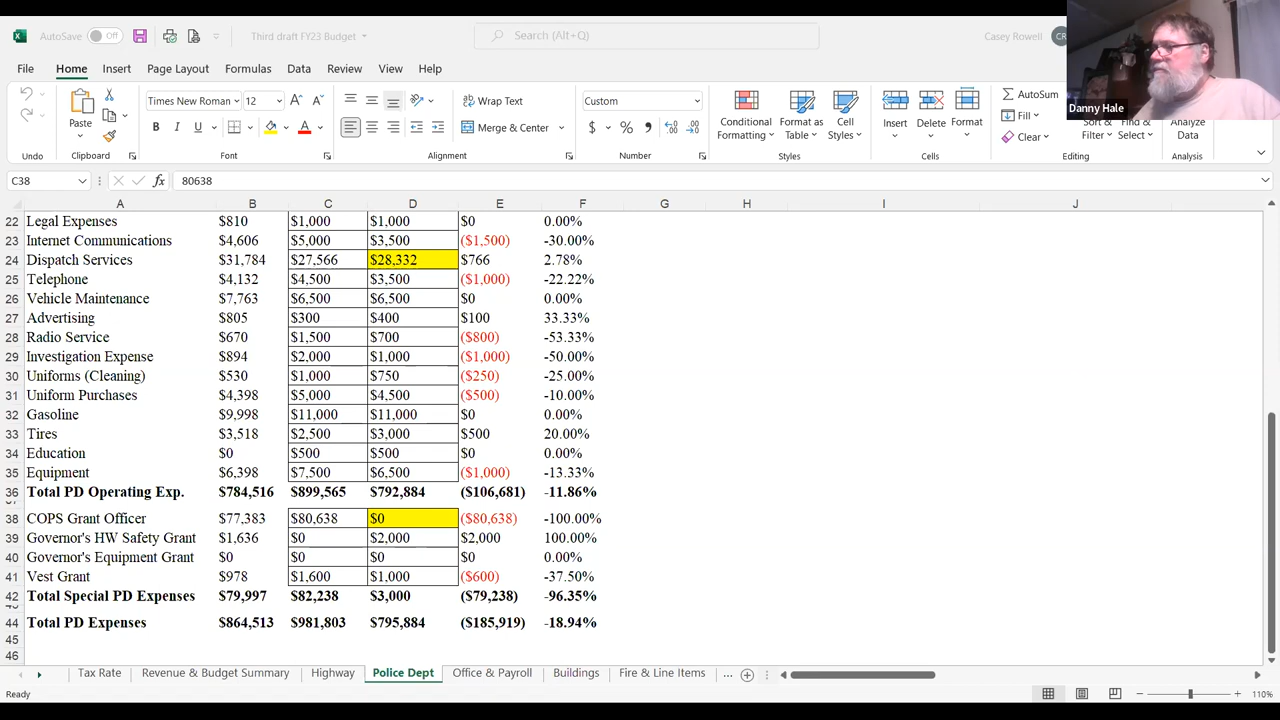 AutoSave Off Third draft FY23 Budget Search (Alt+Q) Casey Rowell CR
File Home Insert Page Layout Formulas Data Review View Help
Paste Times New Roman 12 A A Wrap Text Custom Conditional Formatting Format as Table Cell Styles Insert Delete Format AutoSum Danny Hale
B I U A Merge & Center $ % Fill Clear Sort & Filter Find & Select Analyze Data
Undo Clipboard Font Alignment Number Styles Cells Editing Analysis
C38 fx 80638
A B C D E F G H I J
22 Legal Expenses $810 $1,000 $1,000 $0 0.00%
23 Internet Communications $4,606 $5,000 $3,500 ($1,500) -30.00%
24 Dispatch Services $31,784 $27,566 $28,332 $766 2.78%
25 Telephone $4,132 $4,500 $3,500 ($1,000) -22.22%
26 Vehicle Maintenance $7,763 $6,500 $6,500 $0 0.00%
27 Advertising $805 $300 $400 $100 33.33%
28 Radio Service $670 $1,500 $700 ($800) -53.33%
29 Investigation Expense $894 $2,000 $1,000 ($1,000) -50.00%
30 Uniforms (Cleaning) $530 $1,000 $750 ($250) -25.00%
31 Uniform Purchases $4,398 $5,000 $4,500 ($500) -10.00%
32 Gasoline $9,998 $11,000 $11,000 $0 0.00%
33 Tires $3,518 $2,500 $3,000 $500 20.00%
34 Education $0 $500 $500 $0 0.00%
35 Equipment $6,398 $7,500 $6,500 ($1,000) -13.33%
36 Total PD Operating Exp. $784,516 $899,565 $792,884 ($106,681) -11.86%
38 COPS Grant Officer $77,383 $80,638 $0 ($80,638) -100.00%
39 Governor's HW Safety Grant $1,636 $0 $2,000 $2,000 100.00%
40 Governor's Equipment Grant $0 $0 $0 $0 0.00%
41 Vest Grant $978 $1,600 $1,000 ($600) -37.50%
42 Total Special PD Expenses $79,997 $82,238 $3,000 ($79,238) -96.35%
44 Total PD Expenses $864,513 $981,803 $795,884 ($185,919) -18.94%
45
46
Tax Rate Revenue & Budget Summary Highway Police Dept Office & Payroll Buildings Fire & Line Items ...
Ready 110%